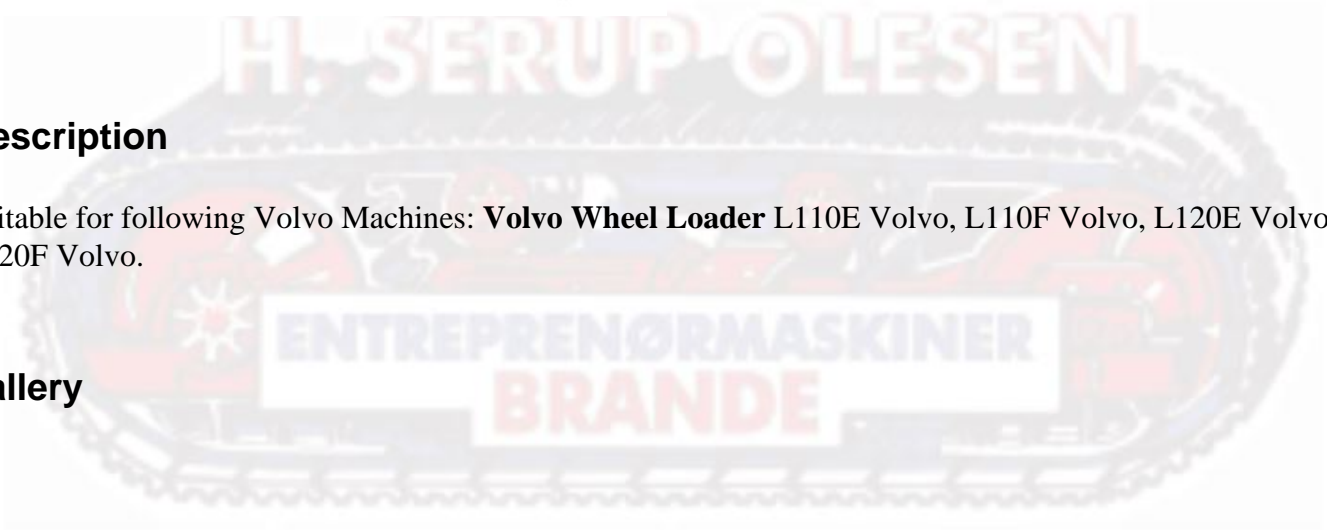 H. SERUP OLESEN
escription
itable for following Volvo Machines: Volvo Wheel Loader L110E Volvo, L110F Volvo, L120E Volvo
20F Volvo.
ENTREPRENØRMASKINER
BRANDE
allery